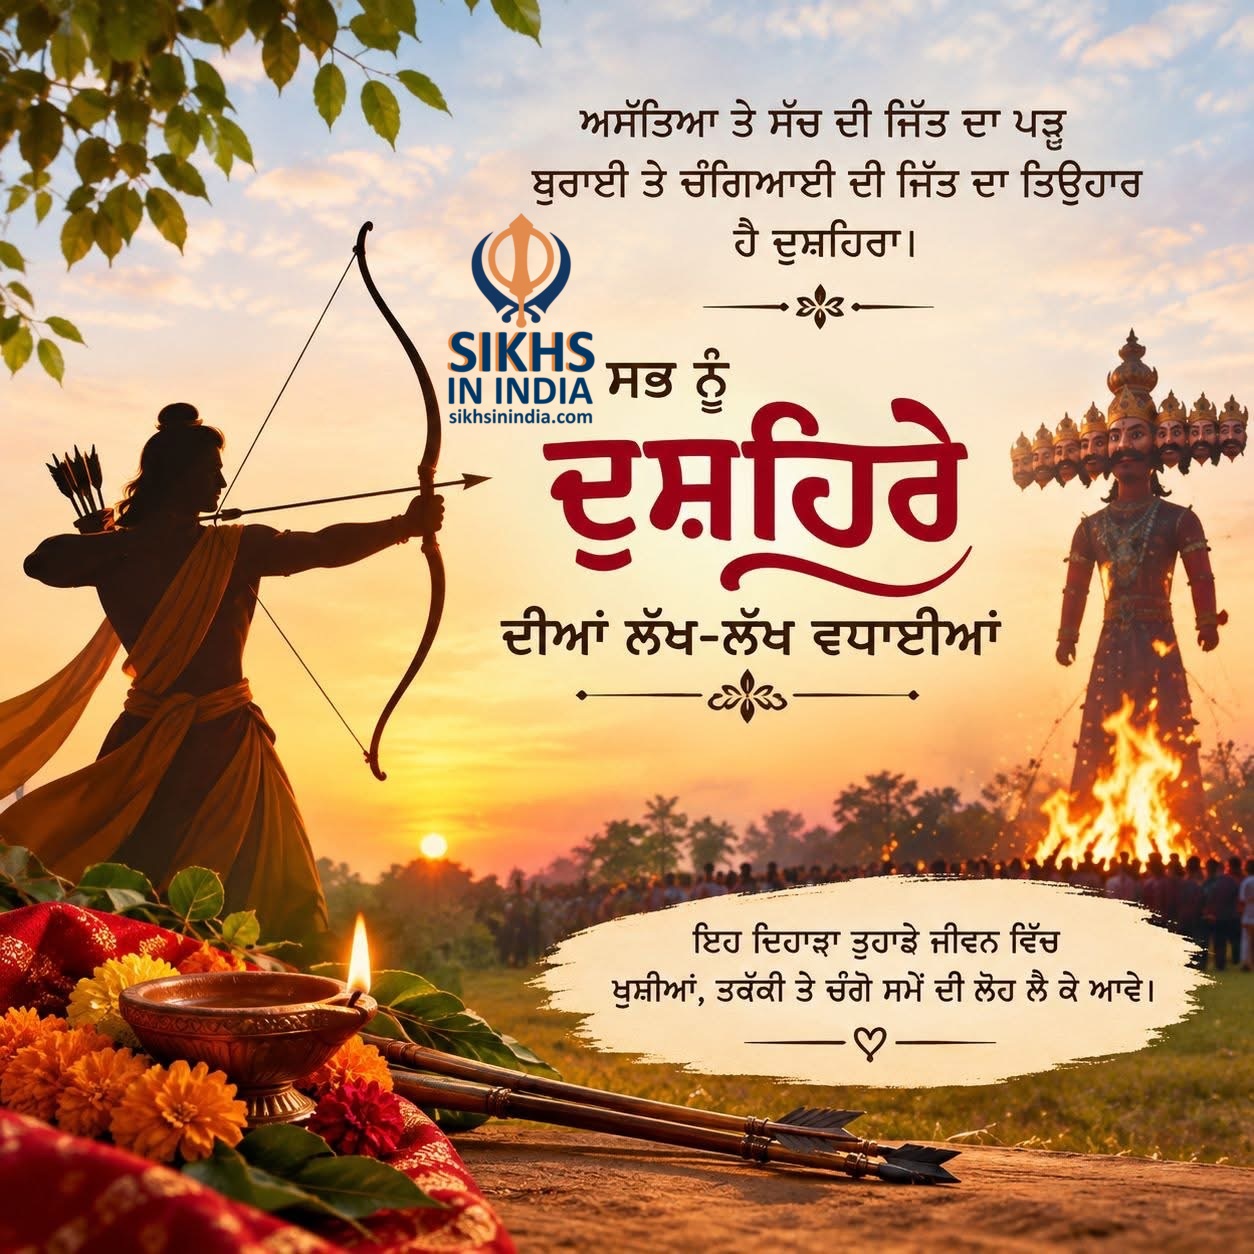 ਅਸੱਤਿਆ ਤੇ ਸੱਚ ਦੀ ਜਿੱਤ ਦਾ ਪੜ੍ਹ
ਬੁਰਾਈ ਤੇ ਚੰਗਿਆਈ ਦੀ ਜਿੱਤ ਦਾ ਤਿਉਹਾਰ
ਹੈ ਦੁਸ਼ਹਿਰਾ।
SIKHS
IN INDIA
sikhsinindia.com
ਸਭ ਨੂੰ
ਦੁਸ਼ਹਿਰੇ
ਦੀਆਂ ਲੱਖ-ਲੱਖ ਵਧਾਈਆਂ
ਇਹ ਦਿਹਾੜਾ ਤੁਹਾਡੇ ਜੀਵਨ ਵਿੱਚ
ਖੁਸ਼ੀਆਂ, ਤਰੱਕੀ ਤੇ ਚੰਗੇ ਸਮੇਂ ਦੀ ਲੋਹ ਲੈ ਕੇ ਆਵੇ।